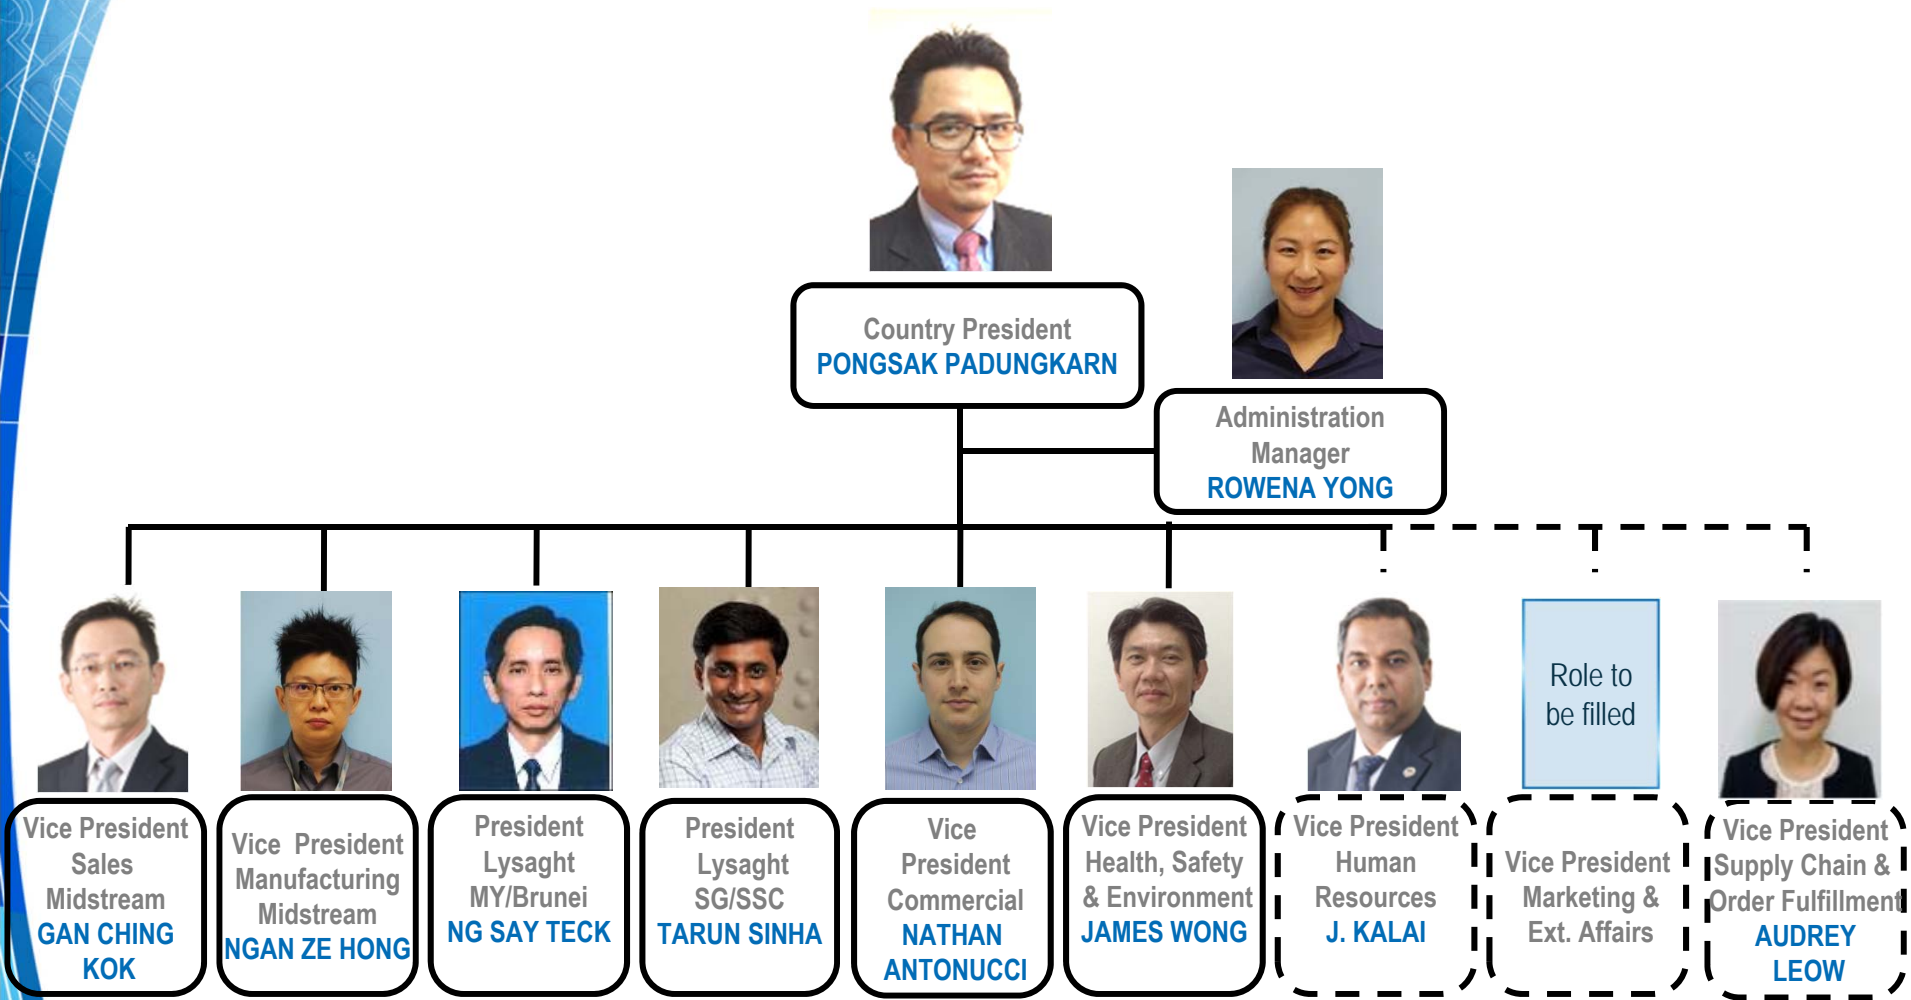 Country President
PONGSAK PADUNGKARN
Administration
Manager
ROWENA YONG
Vice President
Sales
Midstream
GAN CHING
KOK
Vice  President
Manufacturing
Midstream
NGAN ZE HONG
President
Lysaght
MY/Brunei
NG SAY TECK
President
Lysaght
SG/SSC
TARUN SINHA
Vice
President
Commercial
NATHAN
ANTONUCCI
Vice President
Health, Safety
& Environment
JAMES WONG
Vice President
Human
Resources
J. KALAI
Role to
be filled
Vice President
Marketing &
Ext. Affairs
Vice President
Supply Chain &
Order Fulfillment
AUDREY
LEOW